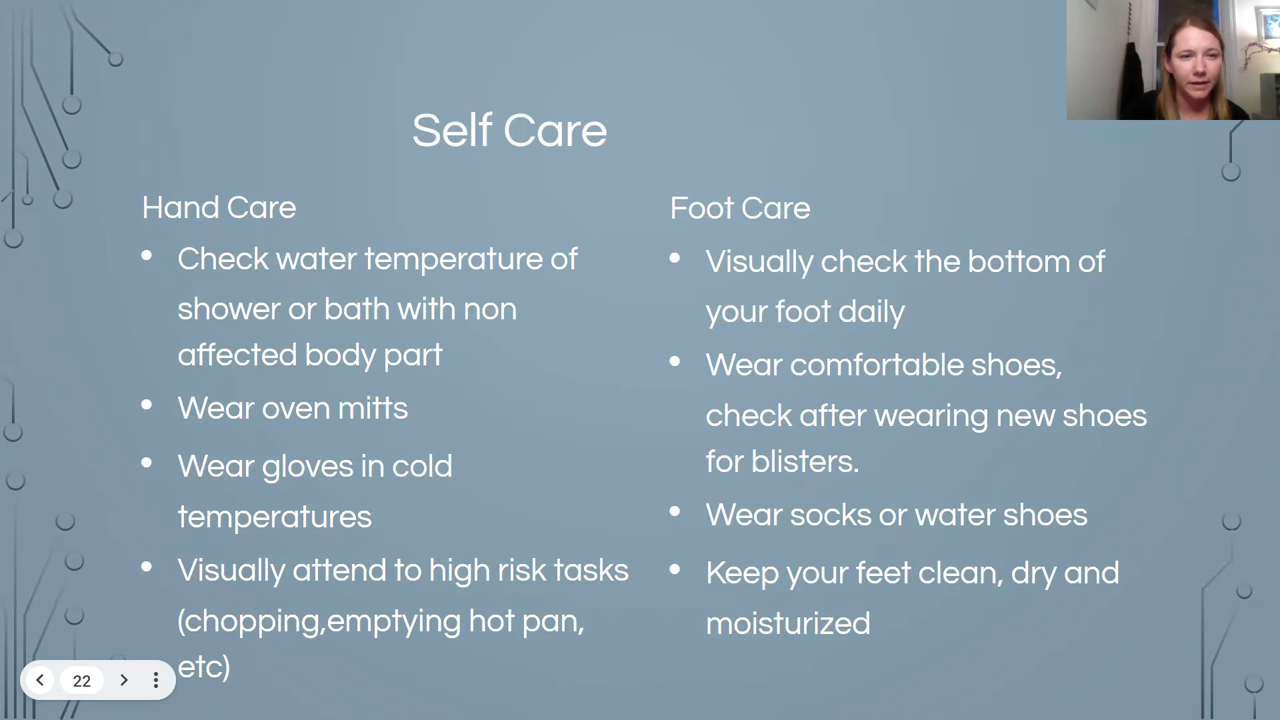 Self Care
Hand Care
• Check water temperature of
shower or bath with non
affected body part
• Wear oven mitts
• Wear gloves in cold
temperatures
• Visually attend to high risk tasks
(chopping,emptying hot pan,
etc)
Foot Care
• Visually check the bottom of
your foot daily
• Wear comfortable shoes,
check after wearing new shoes
for blisters.
• Wear socks or water shoes
• Keep your feet clean, dry and
moisturized
22